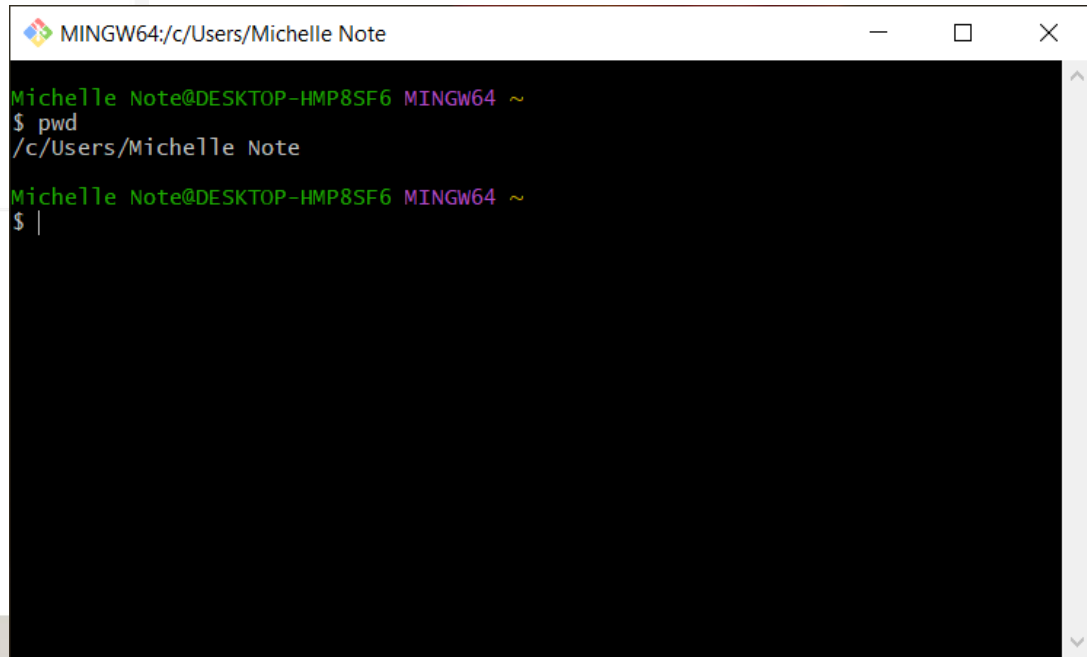 MINGW64:/c/Users/Michelle Note
Michelle Note@DESKTOP-HMP8SF6 MINGW64 ~
$ pwd
/c/Users/Michelle Note
Michelle Note@DESKTOP-HMP8SF6 MINGW64 ~
$